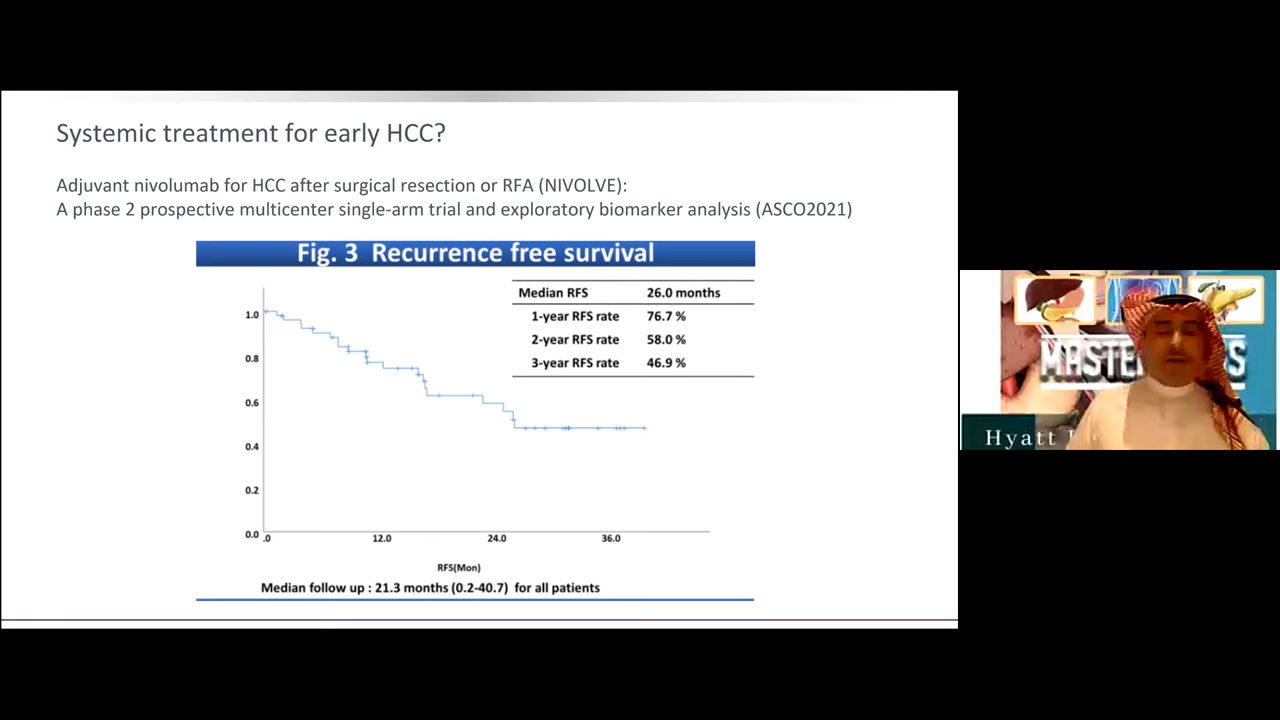 Systemic treatment for early HCC?
Adjuvant nivolumab for HCC after surgical resection or RFA (NIVOLVE):
A phase 2 prospective multicenter single-arm trial and exploratory biomarker analysis (ASCO2021)
Fig. 3 Recurrence free survival
Median RFS 26.0 months
1-year RFS rate 76.7 %
2-year RFS rate 58.0 %
3-year RFS rate 46.9 %
1.0
0.8
0.6
0.4
0.2
0.0
.0 12.0 24.0 36.0
RFS(Mon)
Median follow up : 21.3 months (0.2-40.7) for all patients
Hyatt